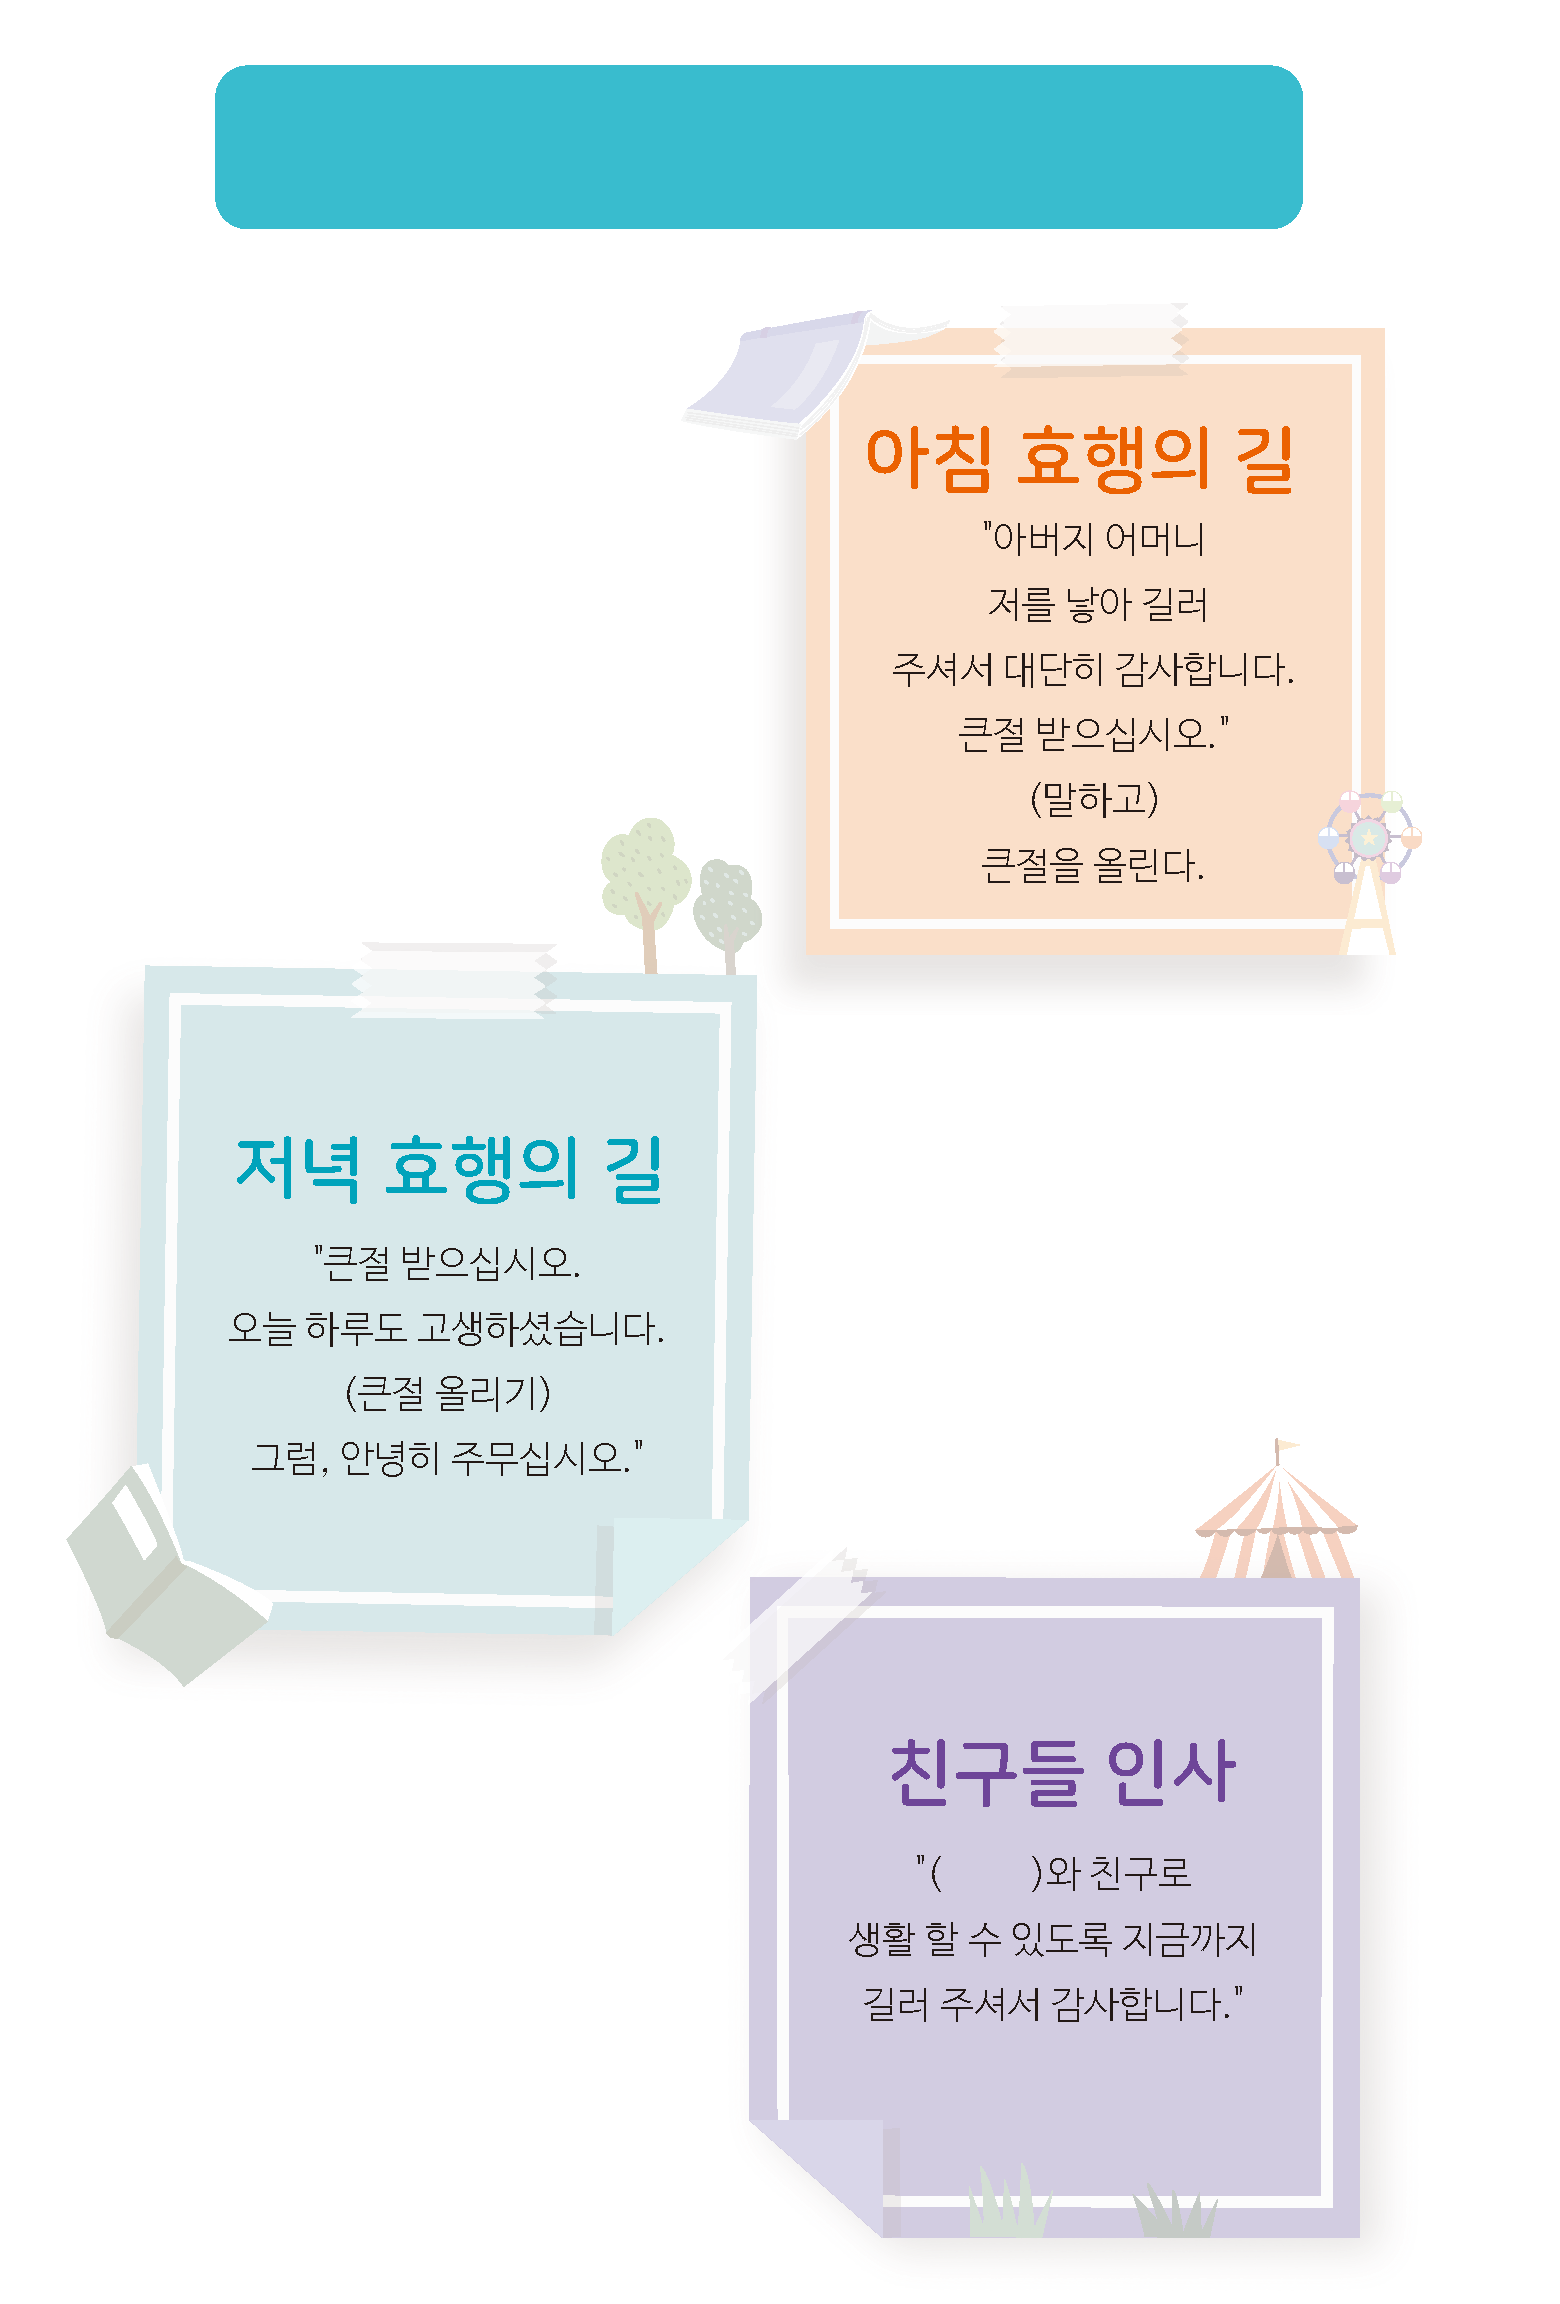 아침 효행의 길
"아버지 어머니
저를 낳아 길러
주셔서 대단히 감사합니다.
큰절 받으십시오."
(말하고)
큰절을 올린다.
저녁 효행의 길
"큰절 받으십시오.
오늘 하루도 고생하셨습니다.
(큰절 올리기)
그럼, 안녕히 주무십시오."
친구들 인사
"(        )와 친구로
생활 할 수 있도록 지금까지
길러 주셔서 감사합니다."